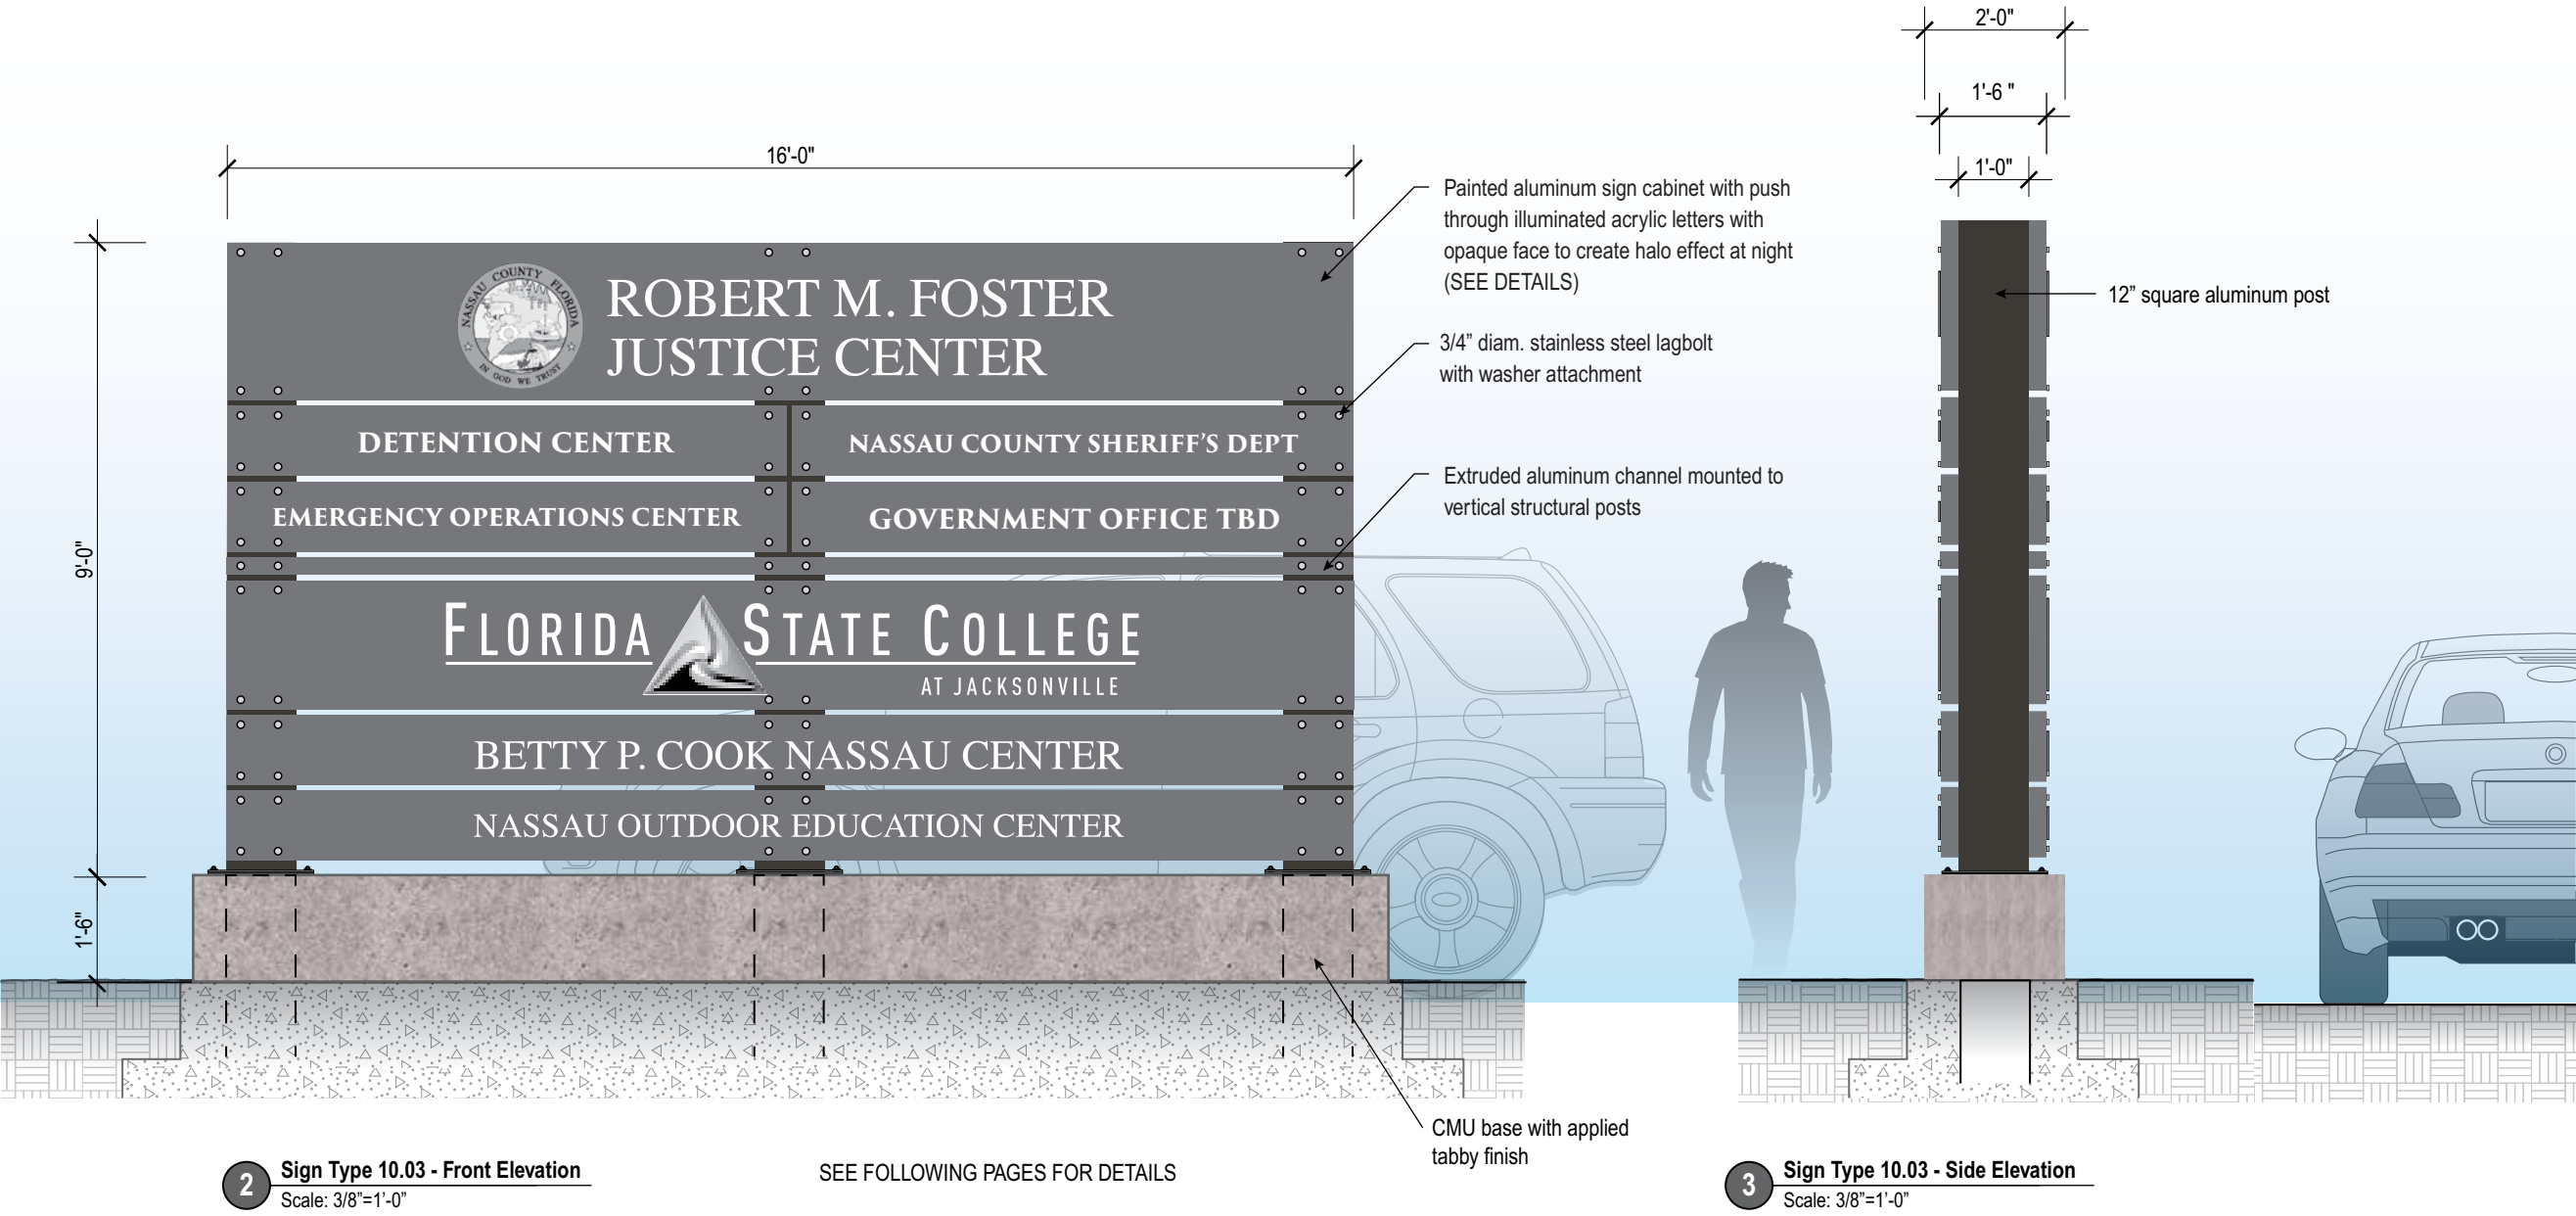 2'-0"
1'-6 "
1'-0"
16'-0"
9'-0"
1'-6"
NASSAU COUNTY FLORIDA
IN GOD WE TRUST
ROBERT M. FOSTER
JUSTICE CENTER
DETENTION CENTER
NASSAU COUNTY SHERIFF’S DEPT
EMERGENCY OPERATIONS CENTER
GOVERNMENT OFFICE TBD
FLORIDA STATE COLLEGE
AT JACKSONVILLE
BETTY P. COOK NASSAU CENTER
NASSAU OUTDOOR EDUCATION CENTER
Painted aluminum sign cabinet with push
through illuminated acrylic letters with
opaque face to create halo effect at night
(SEE DETAILS)
3/4” diam. stainless steel lagbolt
with washer attachment
Extruded aluminum channel mounted to
vertical structural posts
12” square aluminum post
CMU base with applied
tabby finish
2
Sign Type 10.03 - Front Elevation
Scale: 3/8”=1’-0”
SEE FOLLOWING PAGES FOR DETAILS
3
Sign Type 10.03 - Side Elevation
Scale: 3/8”=1’-0”